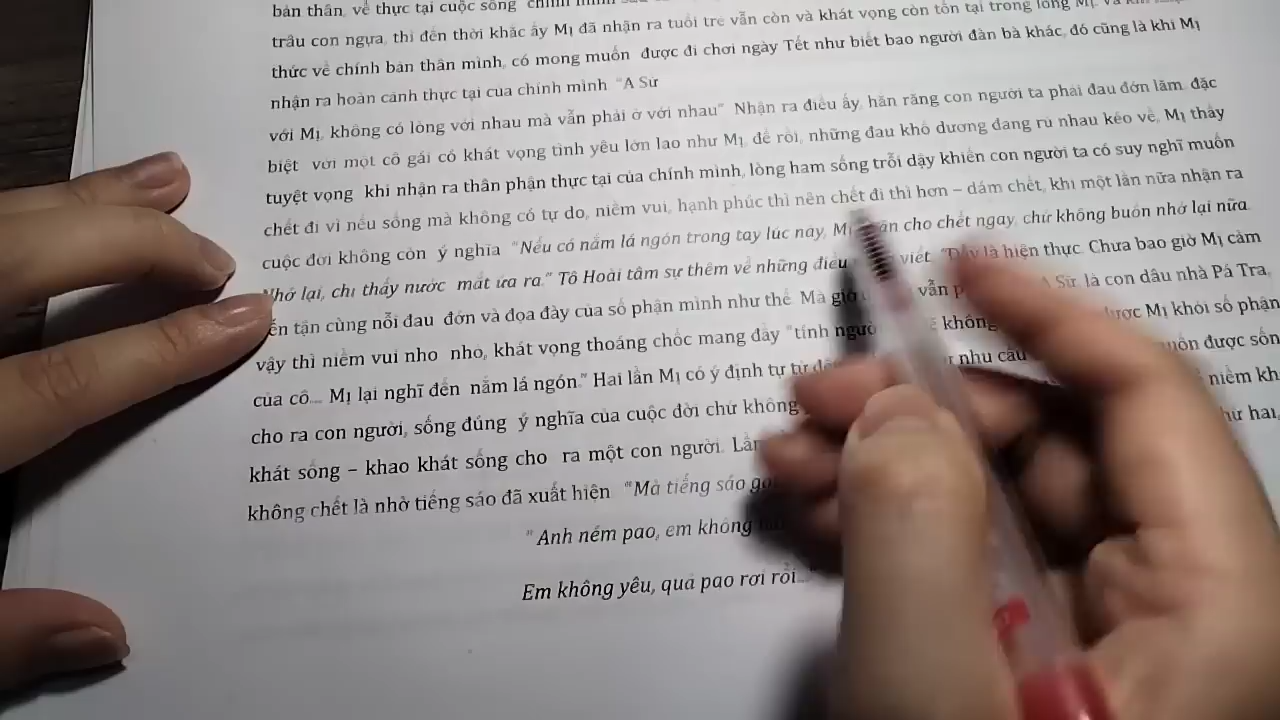 bản thân, về thực tại cuộc sống chính mình
trâu con ngựa, thì đến thời khắc ấy Mị đã nhận ra tuổi trẻ vẫn còn và khát vọng còn tồn tại trong lòng Mị. và khi
thức về chính bản thân mình, có mong muốn được đi chơi ngày Tết như biết bao người đàn bà khác, đó cũng là khi Mị
nhận ra hoàn cảnh thực tại của chính mình "A Sử
với Mị, không có lòng với nhau mà vẫn phải ở với nhau" Nhận ra điều ấy, hẳn rằng con người ta phải đau đớn lắm, đặc
biệt với một cô gái có khát vọng tình yêu lớn lao như Mị, để rồi, những đau khổ dương đang rủ nhau kéo về, Mị thấy
tuyệt vọng khi nhận ra thân phận thực tại của chính mình, lòng ham sống trỗi dậy khiến con người ta có suy nghĩ muốn
chết đi vì nếu sống mà không có tự do, niềm vui, hạnh phúc thì nên chết đi thì hơn – dám chết, khi một lần nữa nhận ra
cuộc đời không còn ý nghĩa "Nếu có nắm lá ngón trong tay lúc này, Mị ăn cho chết ngay, chứ không buồn nhớ lại nữa.
Nhớ lại, chỉ thấy nước mắt ứa ra." Tô Hoài tâm sự thêm về những điều viết "Đây là hiện thực. Chưa bao giờ Mị cảm
đến tận cùng nỗi đau đớn và đọa đày của số phận mình như thế. Mà giờ vẫn A Sử, là con dâu nhà Pá Tra,
vậy thì niềm vui nho nhỏ, khát vọng thoáng chốc mang đầy "tính không được Mị khỏi số phận
của cô.... Mị lại nghĩ đến nắm lá ngón." Hai lần Mị có ý định tự tử nhu cầu được
cho ra con người, sống đúng ý nghĩa của cuộc đời chứ không niềm
khát sống – khao khát sống cho ra một con người. Lần hai,
không chết là nhờ tiếng sáo đã xuất hiện "Mà tiếng sáo
" Anh ném pao, em không
Em không yêu, quả pao rơi rồi..."